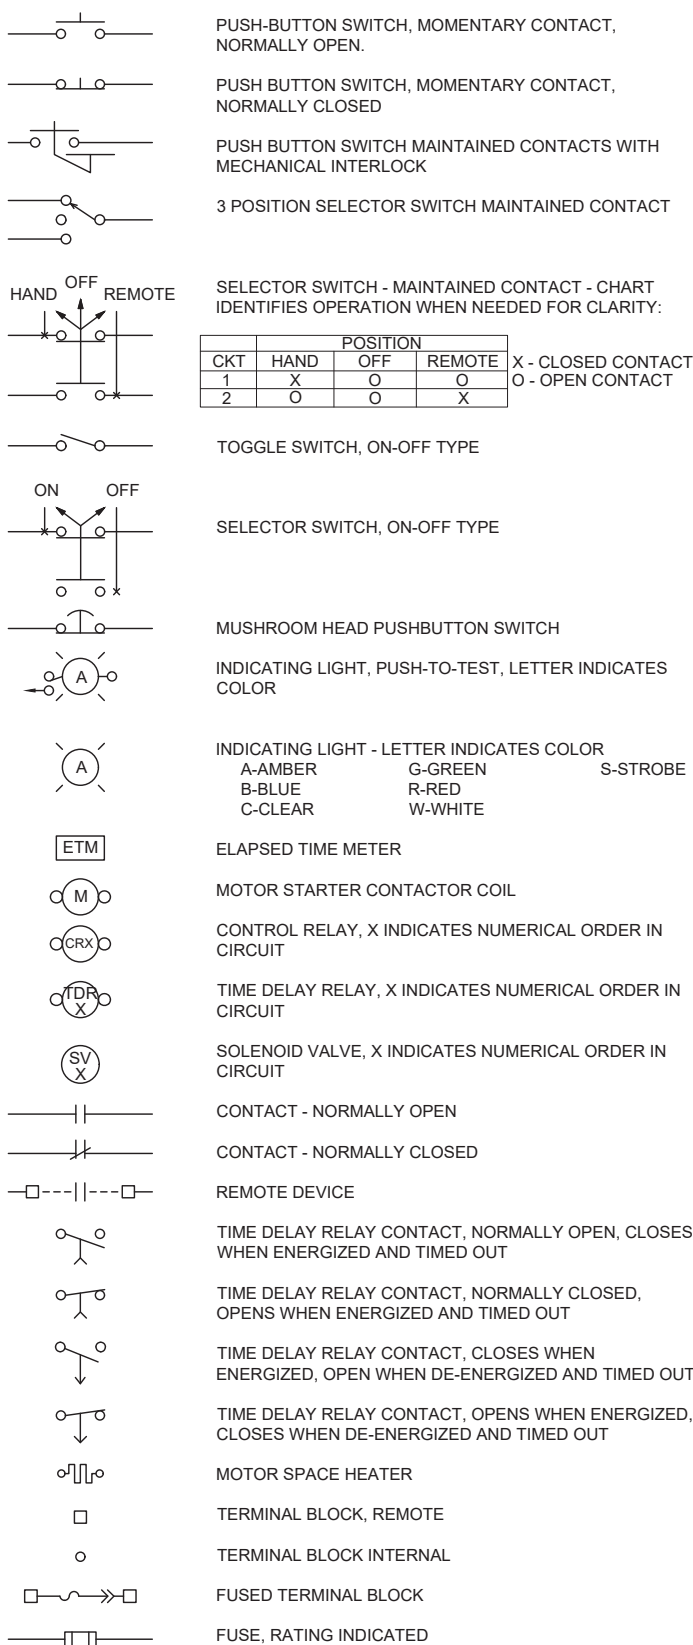 PUSH-BUTTON SWITCH, MOMENTARY CONTACT,
NORMALLY OPEN.
PUSH BUTTON SWITCH, MOMENTARY CONTACT,
NORMALLY CLOSED
PUSH BUTTON SWITCH MAINTAINED CONTACTS WITH
MECHANICAL INTERLOCK
3 POSITION SELECTOR SWITCH MAINTAINED CONTACT
HAND OFF REMOTE
SELECTOR SWITCH - MAINTAINED CONTACT - CHART
IDENTIFIES OPERATION WHEN NEEDED FOR CLARITY:
POSITION
CKT HAND OFF REMOTE X - CLOSED CONTACT
1 X O O O - OPEN CONTACT
2 O O X
TOGGLE SWITCH, ON-OFF TYPE
ON OFF
SELECTOR SWITCH, ON-OFF TYPE
MUSHROOM HEAD PUSHBUTTON SWITCH
A INDICATING LIGHT, PUSH-TO-TEST, LETTER INDICATES
COLOR
A INDICATING LIGHT - LETTER INDICATES COLOR
A-AMBER G-GREEN S-STROBE
B-BLUE R-RED
C-CLEAR W-WHITE
ETM ELAPSED TIME METER
M MOTOR STARTER CONTACTOR COIL
CRX CONTROL RELAY, X INDICATES NUMERICAL ORDER IN
CIRCUIT
TDR TIME DELAY RELAY, X INDICATES NUMERICAL ORDER IN
X CIRCUIT
SV SOLENOID VALVE, X INDICATES NUMERICAL ORDER IN
X CIRCUIT
CONTACT - NORMALLY OPEN
CONTACT - NORMALLY CLOSED
REMOTE DEVICE
TIME DELAY RELAY CONTACT, NORMALLY OPEN, CLOSES
WHEN ENERGIZED AND TIMED OUT
TIME DELAY RELAY CONTACT, NORMALLY CLOSED,
OPENS WHEN ENERGIZED AND TIMED OUT
TIME DELAY RELAY CONTACT, CLOSES WHEN
ENERGIZED, OPEN WHEN DE-ENERGIZED AND TIMED OUT
TIME DELAY RELAY CONTACT, OPENS WHEN ENERGIZED,
CLOSES WHEN DE-ENERGIZED AND TIMED OUT
MOTOR SPACE HEATER
TERMINAL BLOCK, REMOTE
TERMINAL BLOCK INTERNAL
FUSED TERMINAL BLOCK
FUSE, RATING INDICATED